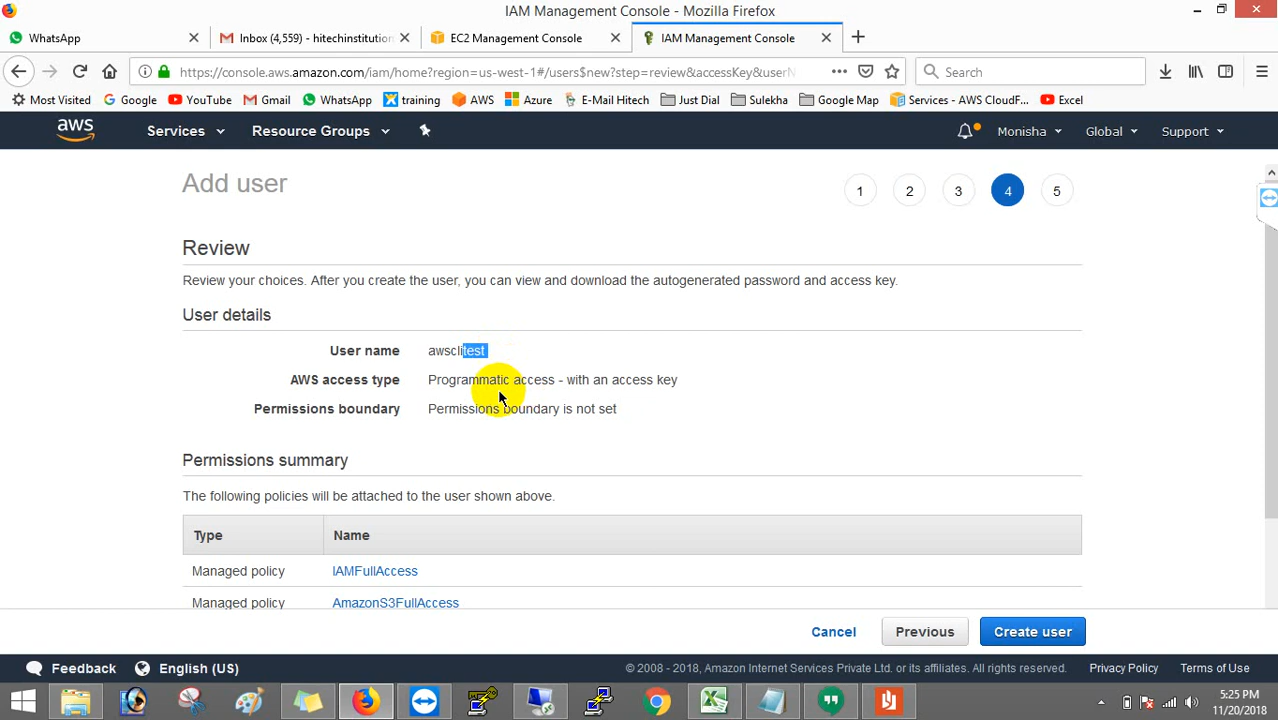 IAM Management Console - Mozilla Firefox
WhatsApp
Inbox (4,559) - hitechinstitution
EC2 Management Console
IAM Management Console
https://console.aws.amazon.com/iam/home?region=us-west-1#/users$new?step=review&accessKey&userN
Search
Most Visited
Google
YouTube
Gmail
WhatsApp
training
AWS
Azure
E-Mail Hitech
Just Dial
Sulekha
Google Map
Services - AWS CloudF...
Excel
aws
Services
Resource Groups
Monisha
Global
Support
Add user
1
2
3
4
5
Review
Review your choices. After you create the user, you can view and download the autogenerated password and access key.
User details
User name awsclitest
AWS access type Programmatic access - with an access key
Permissions boundary Permissions boundary is not set
Permissions summary
The following policies will be attached to the user shown above.
Type Name
Managed policy IAMFullAccess
Managed policy AmazonS3FullAccess
Cancel
Previous
Create user
Feedback
English (US)
© 2008 - 2018, Amazon Internet Services Private Ltd. or its affiliates. All rights reserved.
Privacy Policy
Terms of Use
5:25 PM
11/20/2018